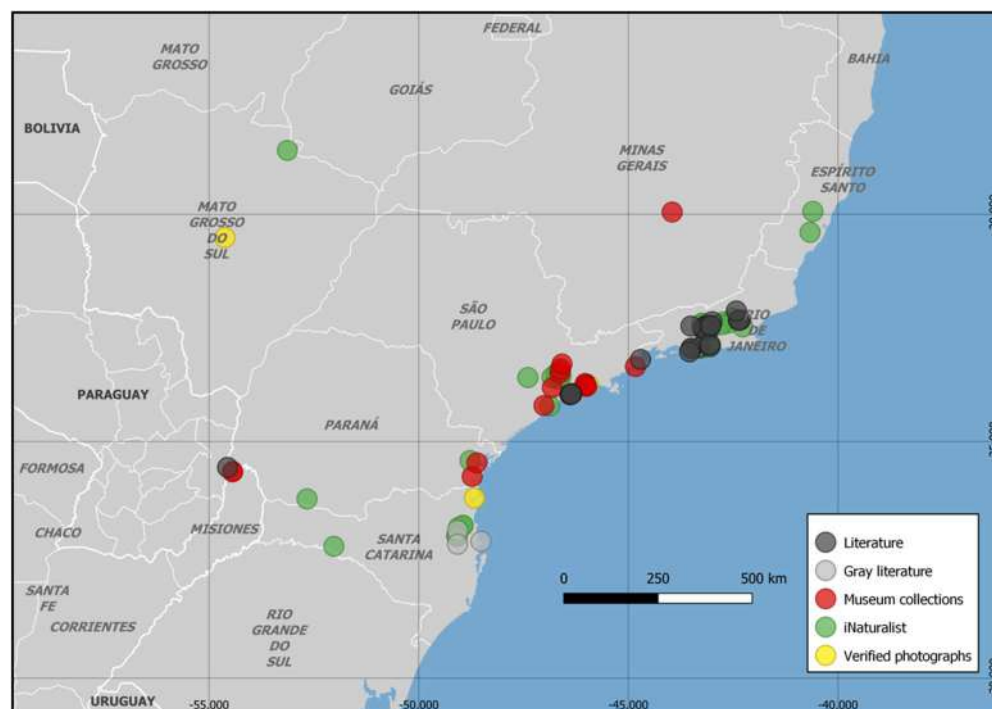 FEDERAL
MATO
GROSSO
BAHIA
GOIÁS
BOLIVIA
MINAS
GERAIS
ESPÍRITO
SANTO
MATO
GROSSO
DO
SUL
SÃO
PAULO
RIO
DE
JANEIRO
PARAGUAY
PARANÁ
FORMOSA
MISIONES
CHACO
SANTA
CATARINA
SANTA
FE
CORRIENTES
RIO
GRANDE
DO
SUL
URUGUAY
0 250 500 km
Literature
Gray literature
Museum collections
iNaturalist
Verified photographs
-55.000 -50.000 -45.000 -40.000